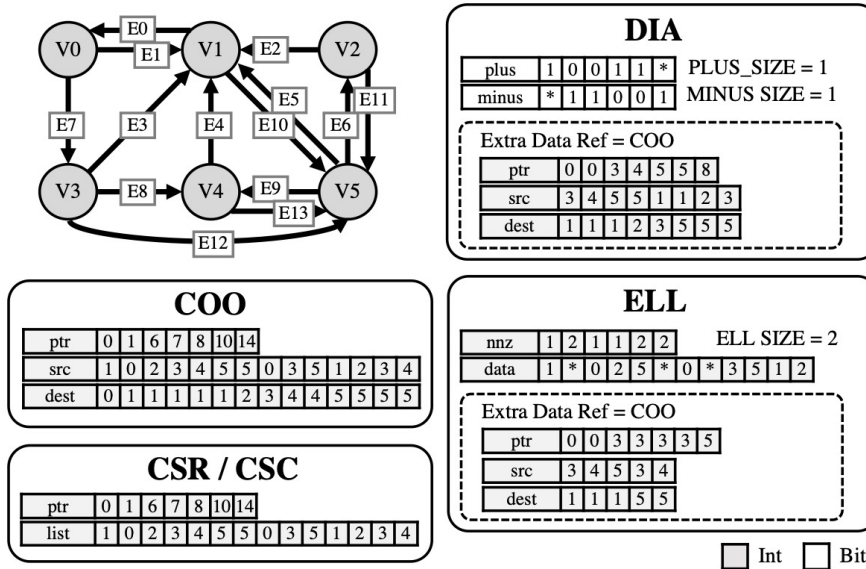 E0
V0
E1
V1
E2
V2
E5
E11
E7
E3
E4
E10
E6
V3
E8
V4
E9
V5
E13
E12
DIA
plus 1 0 0 1 1 * PLUS_SIZE = 1
minus * 1 1 0 0 1 MINUS SIZE = 1
Extra Data Ref = COO
ptr 0 0 3 4 5 5 8
src 3 4 5 5 1 1 2 3
dest 1 1 1 2 3 5 5 5
COO
ptr 0 1 6 7 8 10 14
src 1 0 2 3 4 5 5 0 3 5 1 2 3 4
dest 0 1 1 1 1 1 2 3 4 4 5 5 5 5
CSR / CSC
ptr 0 1 6 7 8 10 14
list 1 0 2 3 4 5 5 0 3 5 1 2 3 4
ELL
nnz 1 2 1 1 2 2 ELL SIZE = 2
data 1 * 0 2 5 * 0 * 3 5 1 2
Extra Data Ref = COO
ptr 0 0 3 3 3 3 5
src 3 4 5 3 4
dest 1 1 1 5 5
Int Bit